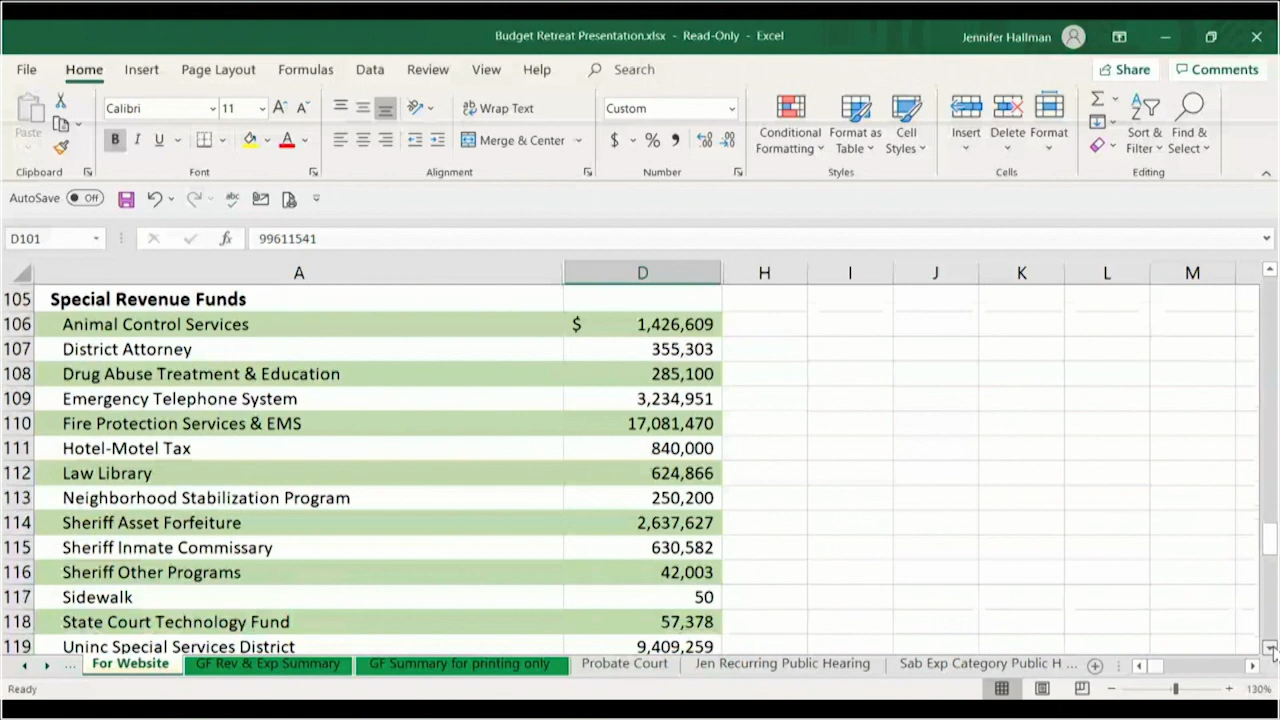 Budget Retreat Presentation.xlsx - Read-Only - Excel
Jennifer Hallman
File Home Insert Page Layout Formulas Data Review View Help Search Share Comments
Paste
Calibri 11
Wrap Text
Custom
B I U
Merge & Center
$ % ,
Conditional Formatting
Format as Table
Cell Styles
Insert Delete Format
Sort & Filter
Find & Select
Clipboard Font Alignment Number Styles Cells Editing
AutoSave Off
D101 fx 99611541
A D H I J K L M
105 Special Revenue Funds
106 Animal Control Services $ 1,426,609
107 District Attorney 355,303
108 Drug Abuse Treatment & Education 285,100
109 Emergency Telephone System 3,234,951
110 Fire Protection Services & EMS 17,081,470
111 Hotel-Motel Tax 840,000
112 Law Library 624,866
113 Neighborhood Stabilization Program 250,200
114 Sheriff Asset Forfeiture 2,637,627
115 Sheriff Inmate Commissary 630,582
116 Sheriff Other Programs 42,003
117 Sidewalk 50
118 State Court Technology Fund 57,378
119 Uninc Special Services District 9,409,259
... For Website GF Rev & Exp Summary GF Summary for printing only Probate Court Jen Recurring Public Hearing Sab Exp Category Public H ...
Ready 130%